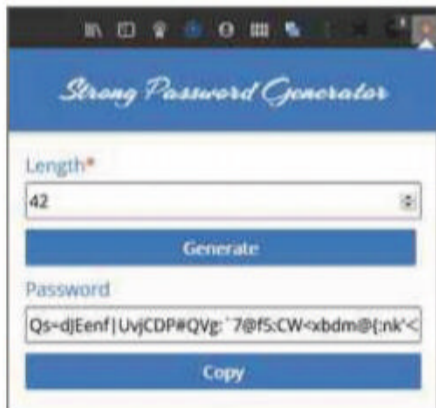 Strong Password Generator
Length*
42
Generate
Password
Qs=dJEenf|UvjCDP#QVg:`7@f5:CW<xbdm@{:nk'<
Copy